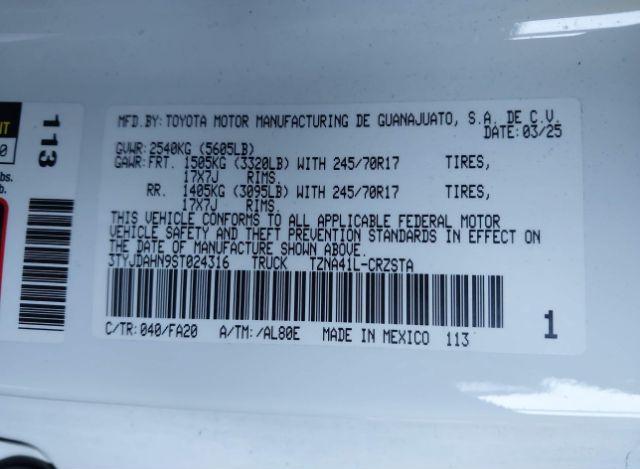 MFD.BY:TOYOTA MOTOR MANUFACTURING DE GUANAJUATO, S.A. DE C.V.
DATE:03/25
GVWR:2540KG (5605LB)
GAWR:FRT. 1505KG (3320LB) WITH 245/70R17 TIRES,
17X7J RIMS.
RR. 1405KG (3095LB) WITH 245/70R17 TIRES,
17X7J RIMS.
THIS VEHICLE CONFORMS TO ALL APPLICABLE FEDERAL MOTOR
VEHICLE SAFETY AND THEFT PREVENTION STANDARDS IN EFFECT ON
THE DATE OF MANUFACTURE SHOWN ABOVE.
3TYJDAHN9ST024316 TRUCK TZNA41L-CRZSTA
C/TR:040/FA20 A/TM:/AL80E MADE IN MEXICO 113
1
113
NT
0
bs.
b.